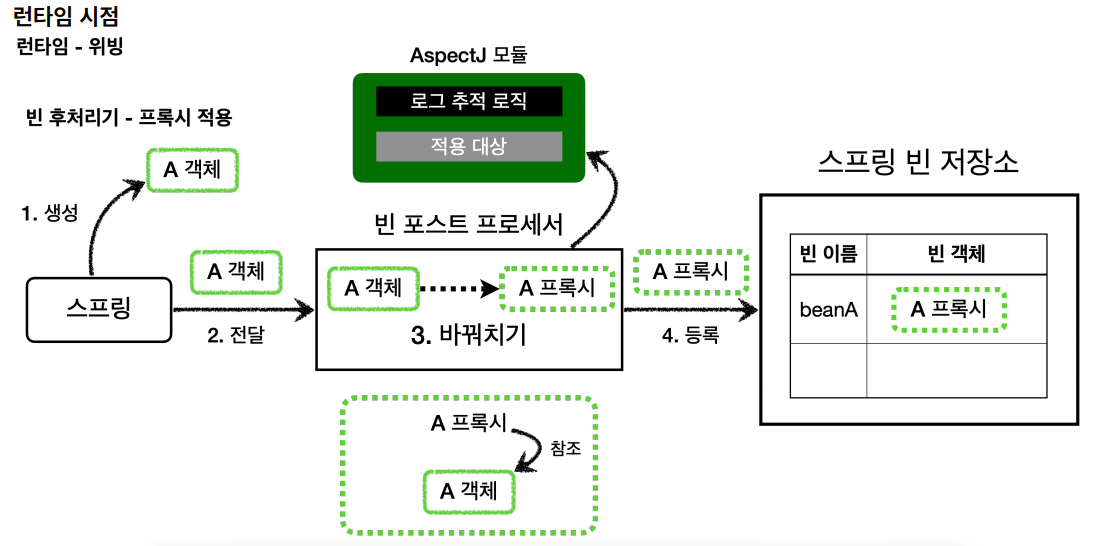 런타임 시점
런타임 - 위빙
AspectJ 모듈
로그 추적 로직
적용 대상
빈 후처리기 - 프록시 적용
A 객체
1. 생성
스프링
A 객체
2. 전달
빈 포스트 프로세서
A 객체
A 프록시
3. 바꿔치기
A 프록시
4. 등록
스프링 빈 저장소
빈 이름
빈 객체
beanA
A 프록시
A 프록시
참조
A 객체